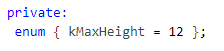 private:
 enum { kMaxHeight = 12 };